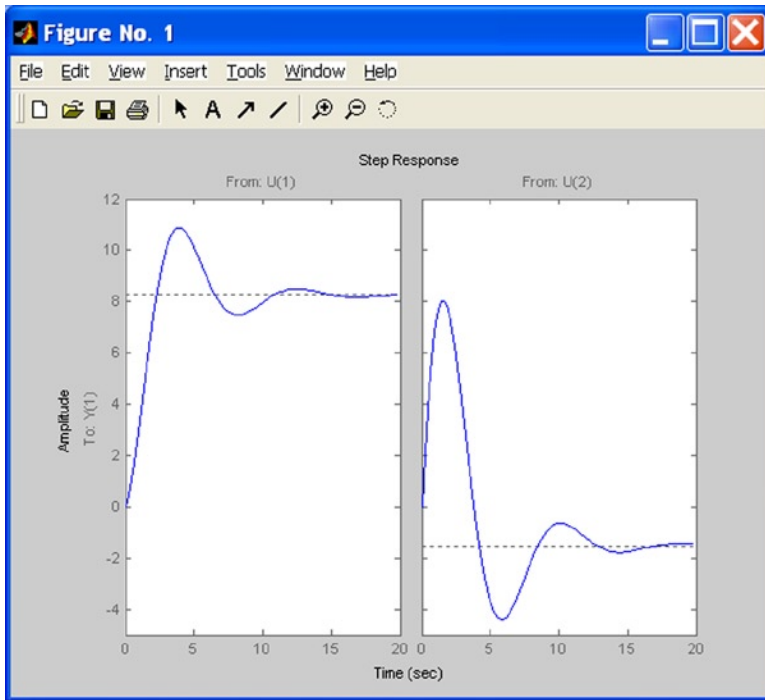 Figure No. 1
File Edit View Insert Tools Window Help
A
Step Response
From: U(1)
From: U(2)
12
10
8
6
4
2
0
-2
-4
Amplitude
To: Y(1)
0 5 10 15 20
0 5 10 15 20
Time (sec)